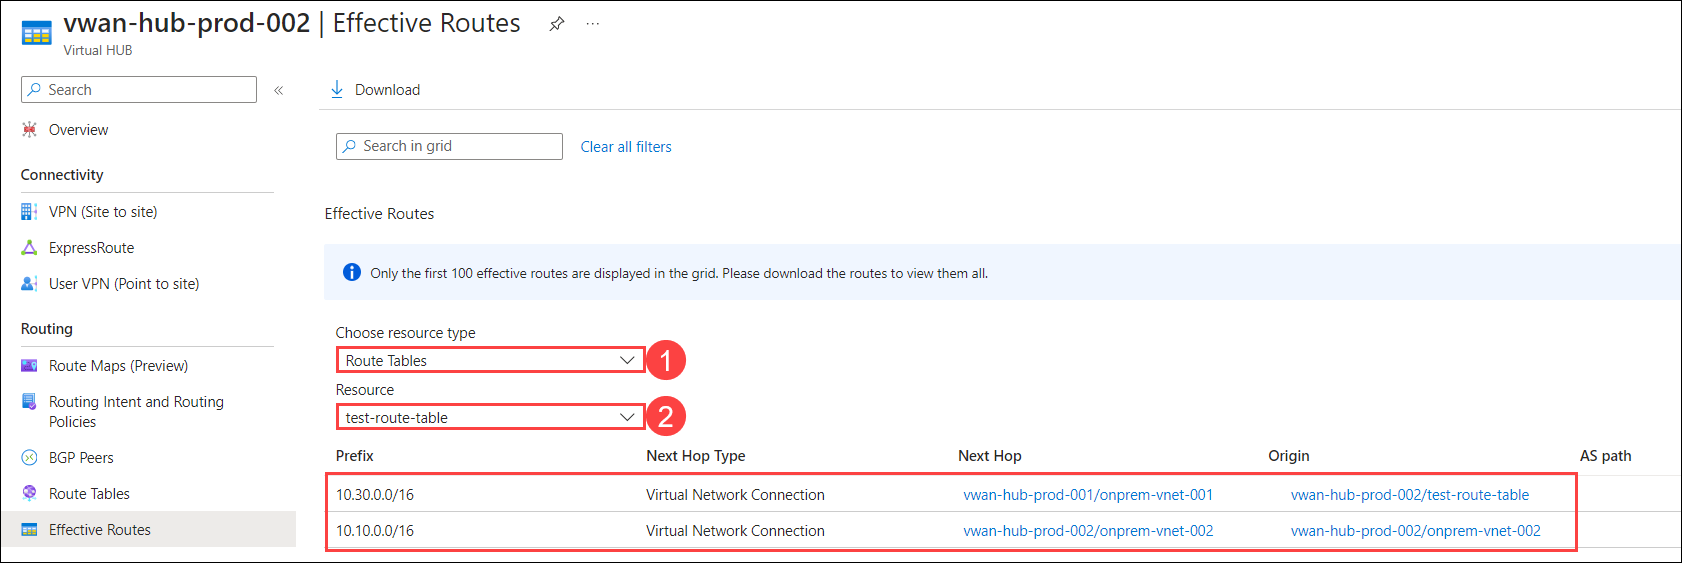 vwan-hub-prod-002 | Effective Routes
Virtual HUB
Search
Overview
Connectivity
VPN (Site to site)
ExpressRoute
User VPN (Point to site)
Routing
Route Maps (Preview)
Routing Intent and Routing
Policies
BGP Peers
Route Tables
Effective Routes
Download
Search in grid
Clear all filters
Effective Routes
Only the first 100 effective routes are displayed in the grid. Please download the routes to view them all.
Choose resource type
Route Tables 1
Resource
test-route-table 2
Prefix Next Hop Type Next Hop Origin AS path
10.30.0.0/16 Virtual Network Connection vwan-hub-prod-001/onprem-vnet-001 vwan-hub-prod-002/test-route-table
10.10.0.0/16 Virtual Network Connection vwan-hub-prod-002/onprem-vnet-002 vwan-hub-prod-002/onprem-vnet-002